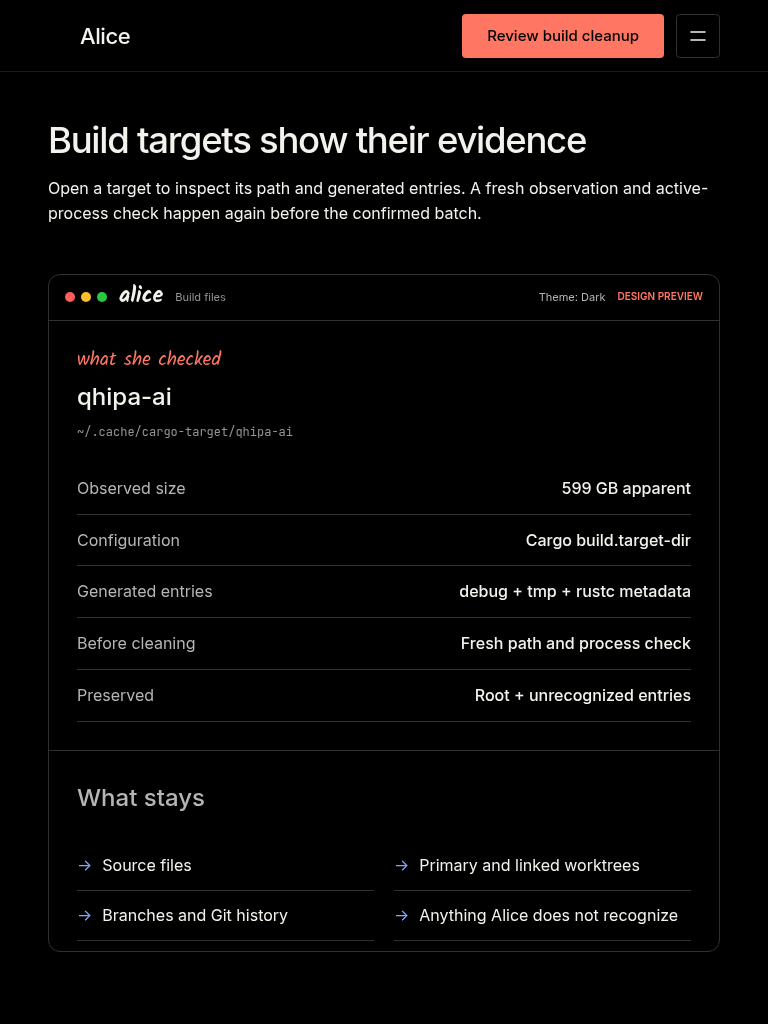 Alice
Review build cleanup
Build targets show their evidence
Open a target to inspect its path and generated entries. A fresh observation and active-
process check happen again before the confirmed batch.
alice Build files Theme: Dark DESIGN PREVIEW
what she checked
qhipa-ai
~/.cache/cargo-target/qhipa-ai
Observed size 599 GB apparent
Configuration Cargo build.target-dir
Generated entries debug + tmp + rustc metadata
Before cleaning Fresh path and process check
Preserved Root + unrecognized entries
What stays
→ Source files
→ Primary and linked worktrees
→ Branches and Git history
→ Anything Alice does not recognize